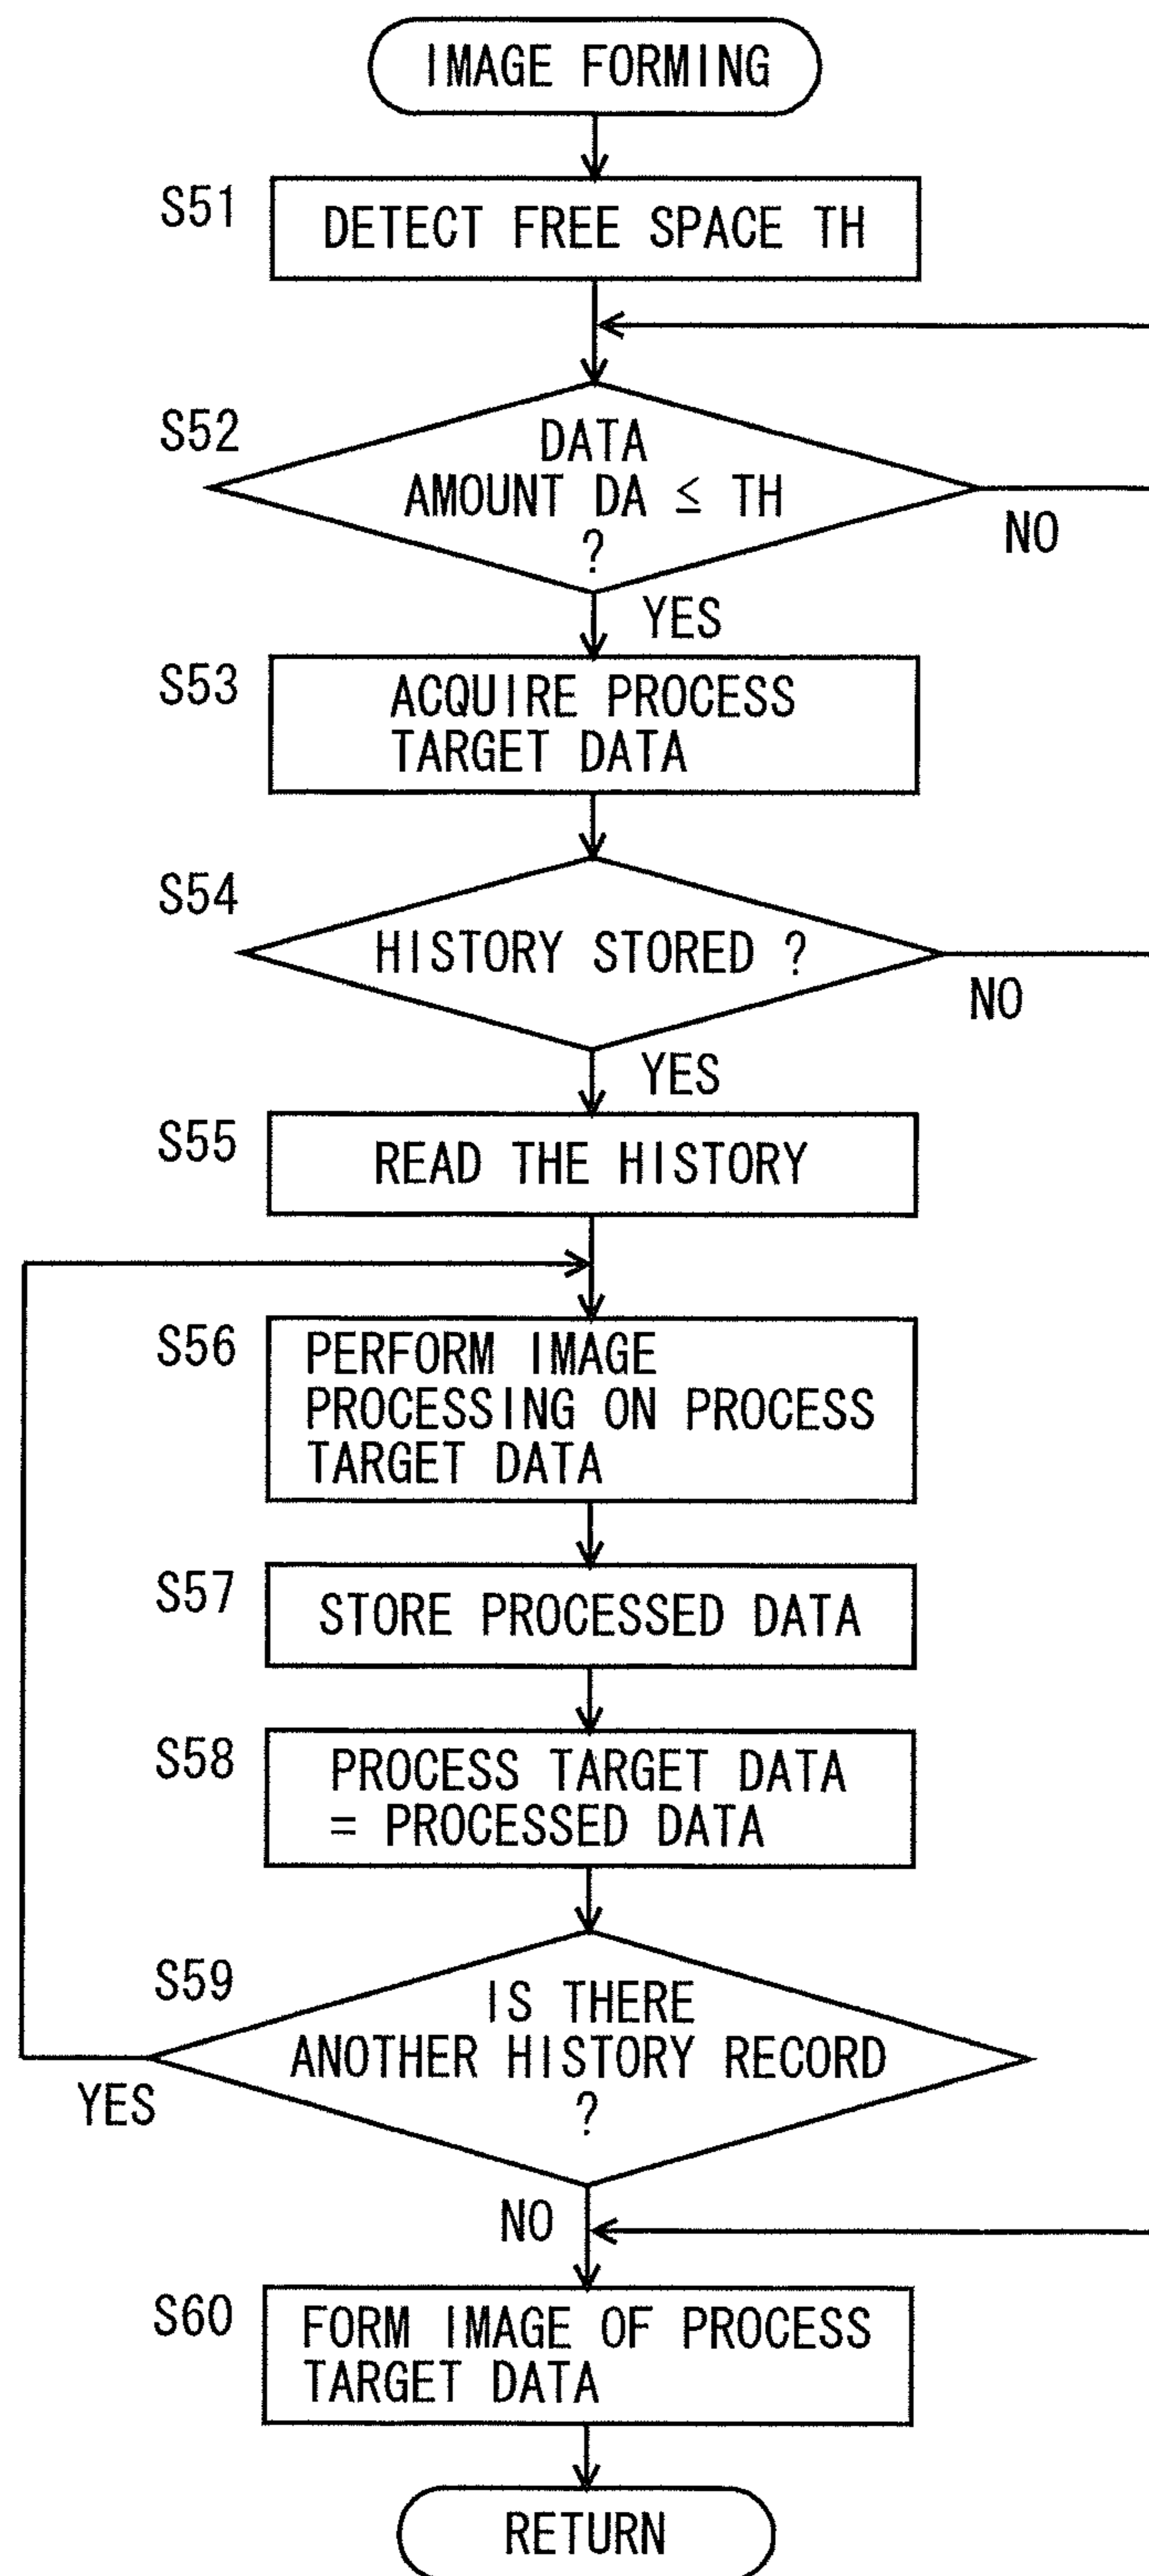 IMAGE FORMING
S51
DETECT FREE SPACE TH
S52
DATA
AMOUNT DA ≤ TH
?
NO
YES
S53
ACQUIRE PROCESS
TARGET DATA
S54
HISTORY STORED ?
NO
YES
S55
READ THE HISTORY
S56
PERFORM IMAGE
PROCESSING ON PROCESS
TARGET DATA
S57
STORE PROCESSED DATA
S58
PROCESS TARGET DATA
= PROCESSED DATA
S59
IS THERE
ANOTHER HISTORY RECORD
?
YES
NO
S60
FORM IMAGE OF PROCESS
TARGET DATA
RETURN